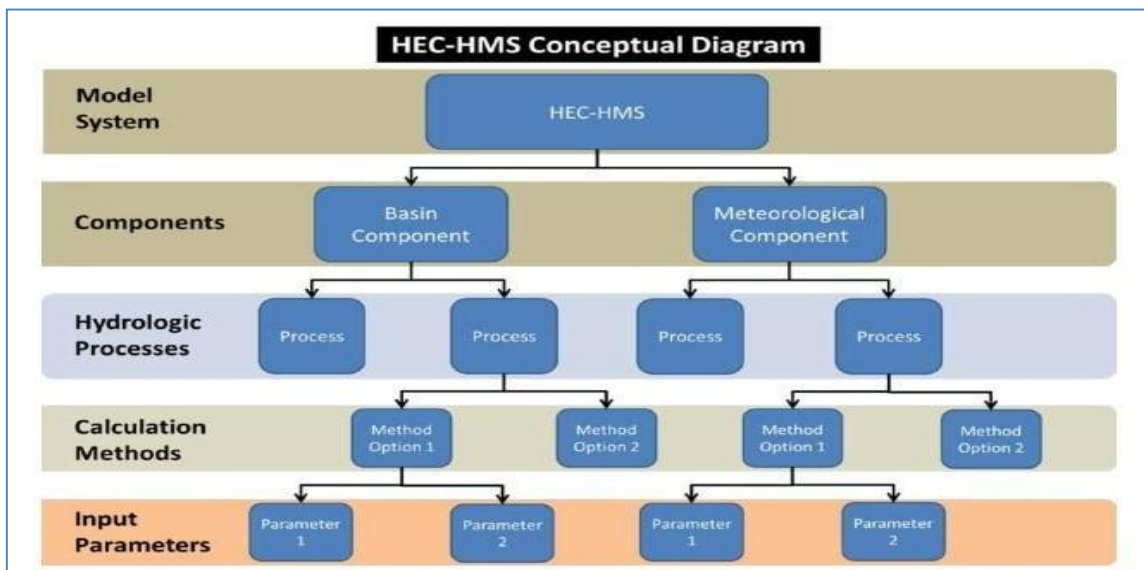 HEC-HMS Conceptual Diagram
Model
System
HEC-HMS
Components
Basin
Component
Meteorological
Component
Hydrologic
Processes
Process
Process
Process
Process
Calculation
Methods
Method
Option 1
Method
Option 2
Method
Option 1
Method
Option 2
Input
Parameters
Parameter
1
Parameter
2
Parameter
1
Parameter
2